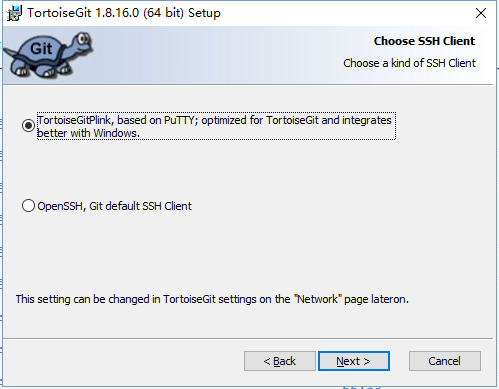 TortoiseGit 1.8.16.0 (64 bit) Setup
Git
Choose SSH Client
Choose a kind of SSH Client
TortoiseGitPlink, based on PuTTY; optimized for TortoiseGit and integrates
better with Windows.
OpenSSH, Git default SSH Client
This setting can be changed in TortoiseGit settings on the "Network" page lateron.
< Back
Next >
Cancel